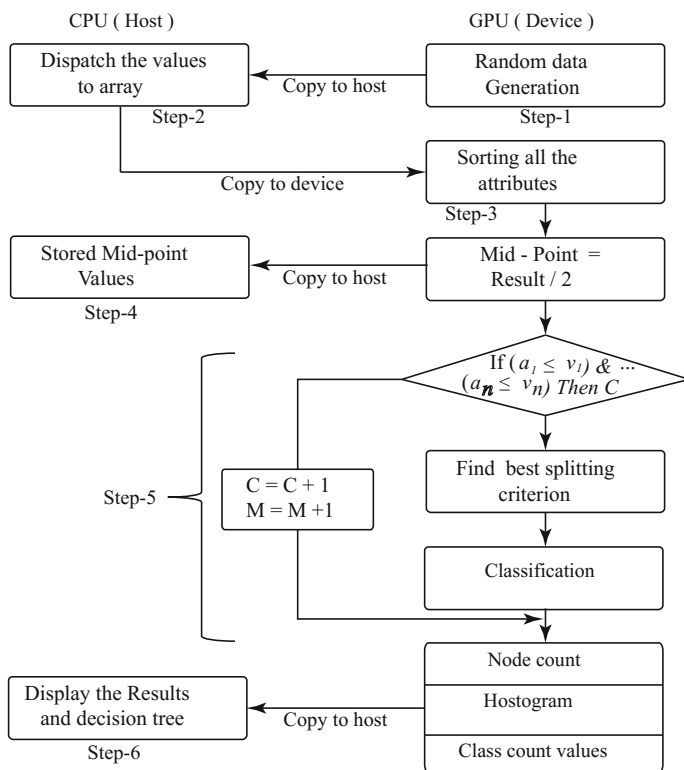 CPU ( Host )
GPU ( Device )
Dispatch the values
to array
Copy to host
Random data
Generation
Step-2
Step-1
Copy to device
Sorting all the
attributes
Step-3
Stored Mid-point
Values
Copy to host
Mid - Point =
Result / 2
Step-4
If (a1 ≤ v1) & ...
(an ≤ vn) Then C
Step-5
C = C + 1
M = M +1
Find best splitting
criterion
Classification
Node count
Display the Results
and decision tree
Copy to host
Hostogram
Class count values
Step-6